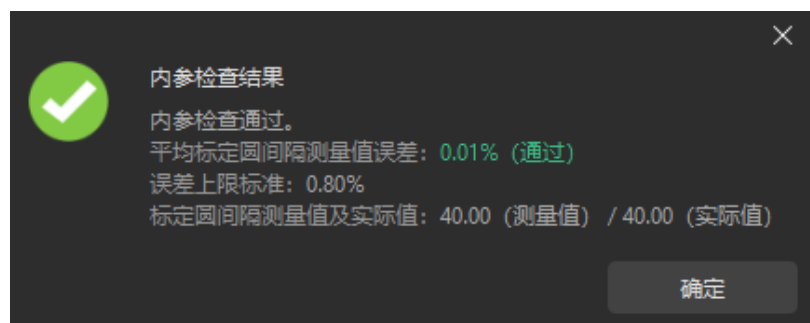 内参检查结果
内参检查通过。
平均标定圆间隔测量值误差：0.01%（通过）
误差上限标准：0.80%
标定圆间隔测量值及实际值：40.00（测量值）/ 40.00（实际值）
确定